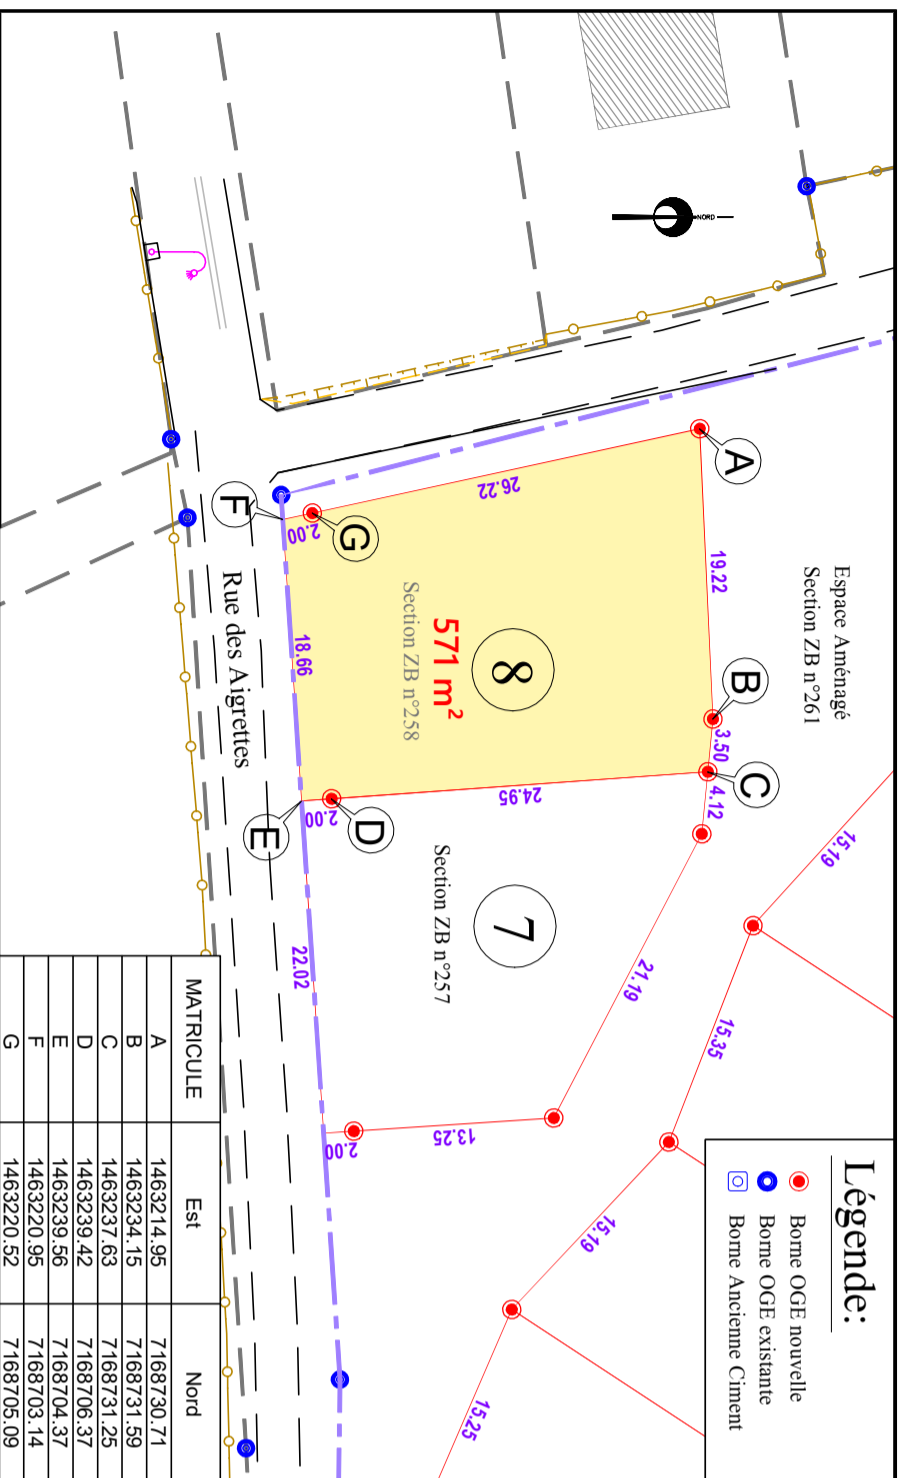 NORD
Espace Aménagé
Section ZB n°261
A
B
C
D
E
F
G
26.22
19.22
3.50
4.12
24.95
2.00
18.66
2.00
8
571 m²
Section ZB n°258
Rue des Aigrettes
7
Section ZB n°257
22.02
21.19
13.25
2.00
15.19
15.35
15.19
15.25
Légende:
Borne OGE nouvelle
Borne OGE existante
Borne Ancienne Ciment
MATRICULE Est Nord
A 1463214.95 7168730.71
B 1463234.15 7168731.59
C 1463237.63 7168731.25
D 1463239.42 7168706.37
E 1463239.56 7168704.37
F 1463220.95 7168703.14
G 1463220.52 7168705.09